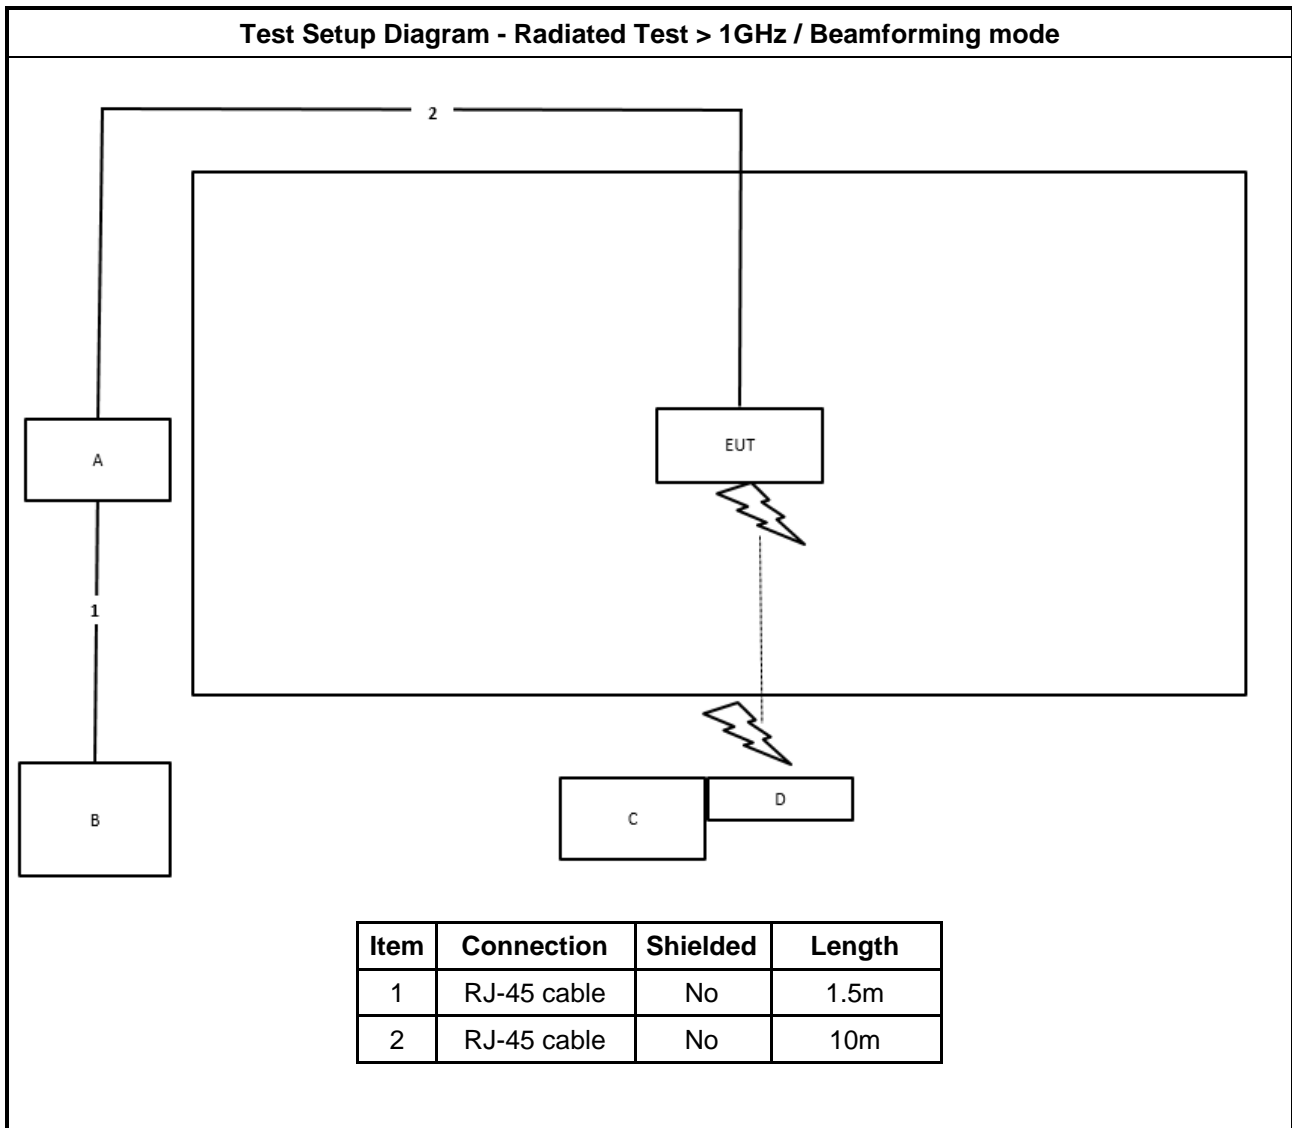 Test Setup Diagram - Radiated Test > 1GHz / Beamforming mode
2
A
EUT
1
B
C
D
Item Connection Shielded Length
1 RJ-45 cable No 1.5m
2 RJ-45 cable No 10m